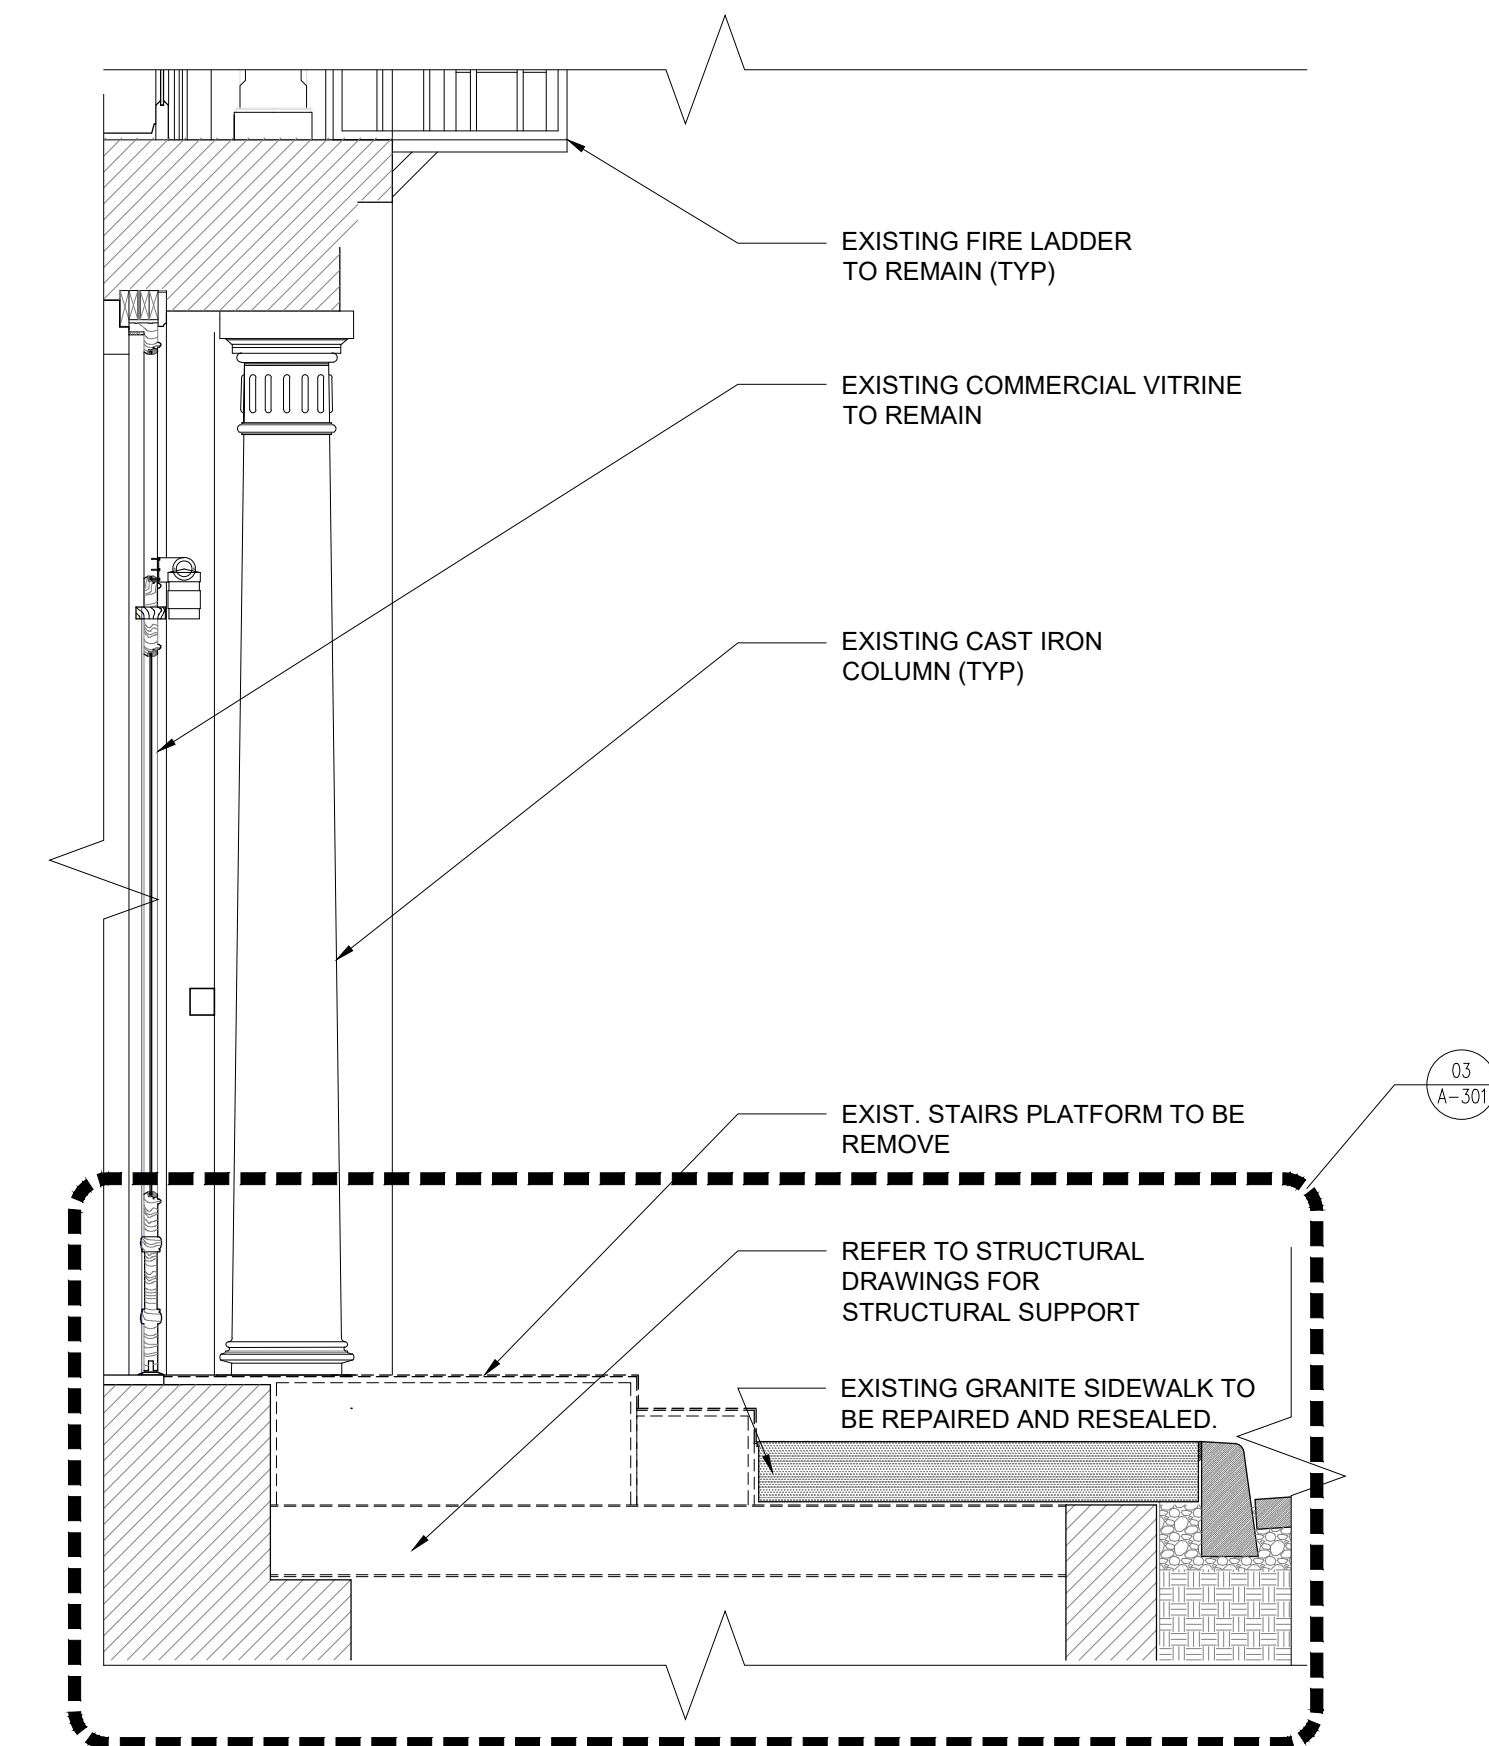 EXISTING FIRE LADDER
TO REMAIN (TYP)
EXISTING COMMERCIAL VITRINE
TO REMAIN
EXISTING CAST IRON
COLUMN (TYP)
03
A-301
EXIST. STAIRS PLATFORM TO BE
REMOVE
REFER TO STRUCTURAL
DRAWINGS FOR
STRUCTURAL SUPPORT
EXISTING GRANITE SIDEWALK TO
BE REPAIRED AND RESEALED.